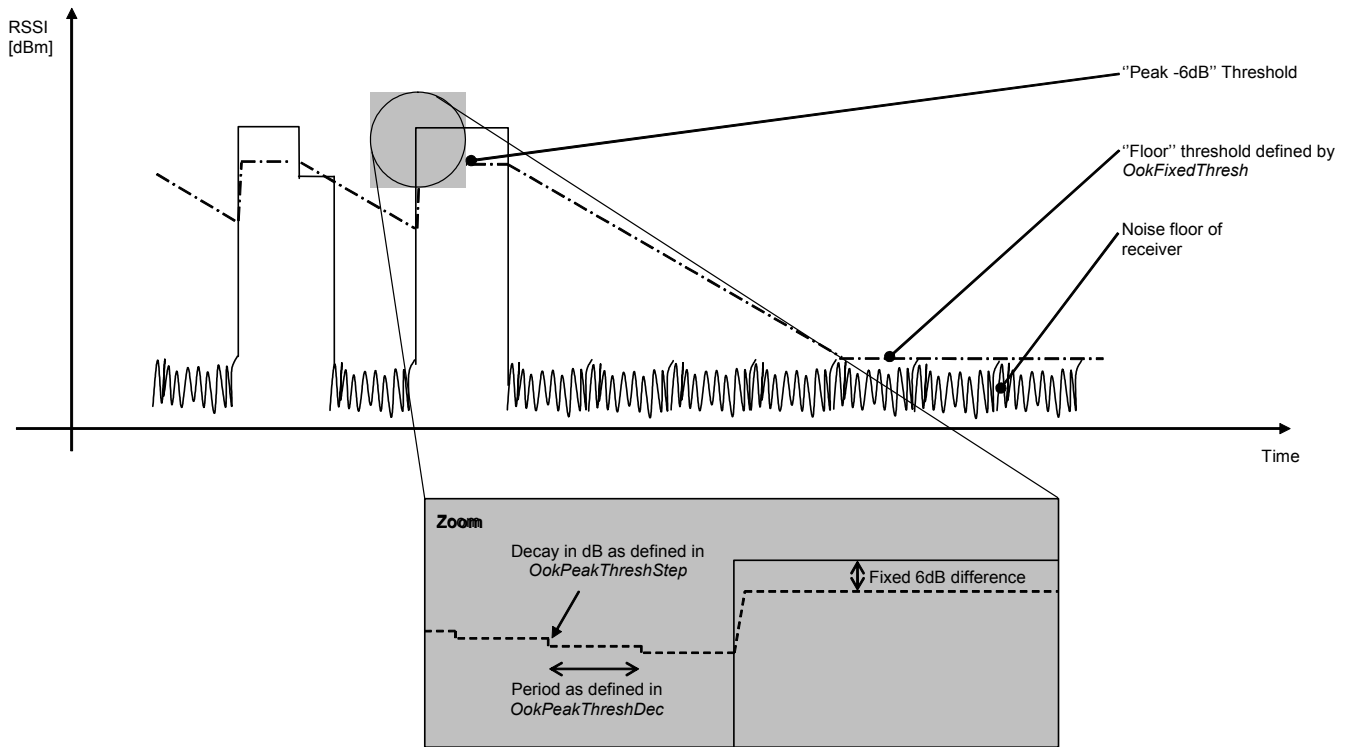 RSSI
[dBm]
‘’Peak -6dB’’ Threshold
‘’Floor’’ threshold defined by
OokFixedThresh
Noise floor of
receiver
Time
Zoom
Decay in dB as defined in
OokPeakThreshStep
Fixed 6dB difference
Period as defined in
OokPeakThreshDec